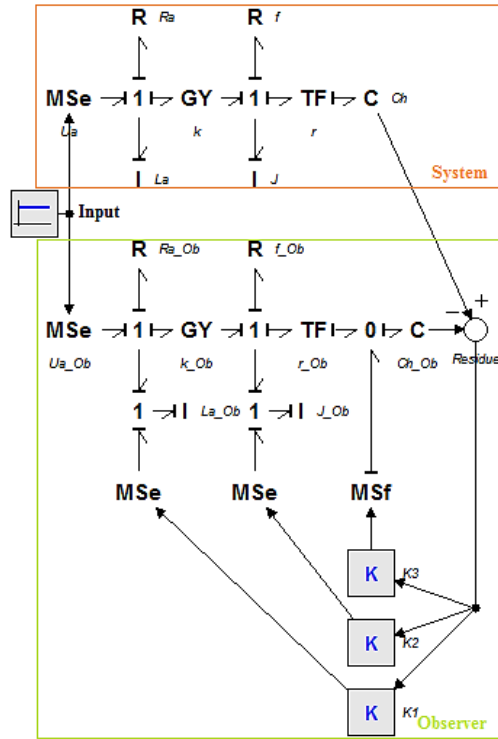 R Ra R f
MSe 1 GY 1 TF C Ch
Ua k r
I La I J
System
Input
R Ra_Ob R f_Ob
− +
MSe 1 GY 1 TF 0 C
Ua_Ob k_Ob r_Ob Ch_Ob Residue
1 I La_Ob 1 I J_Ob
MSe MSe MSf
K K3
K K2
K K1
Observer